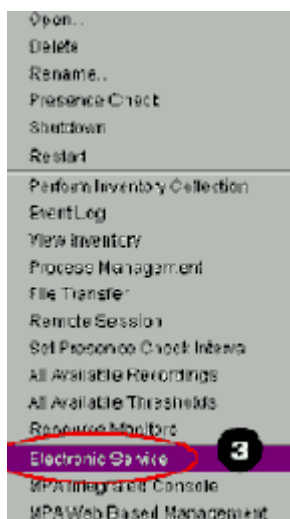 Open..
Delete
Rename..
Presence Check
Shutdown
Restart
Perform Inventory Collection
Event Log
View Inventory
Process Management
File Transfer
Remote Session
Set Presence Check Interva
All Available Recordings
All Available Thresholds
Resource Monitors
Electronic Service
3
MPA Integrated Console
MPA Web Based Management